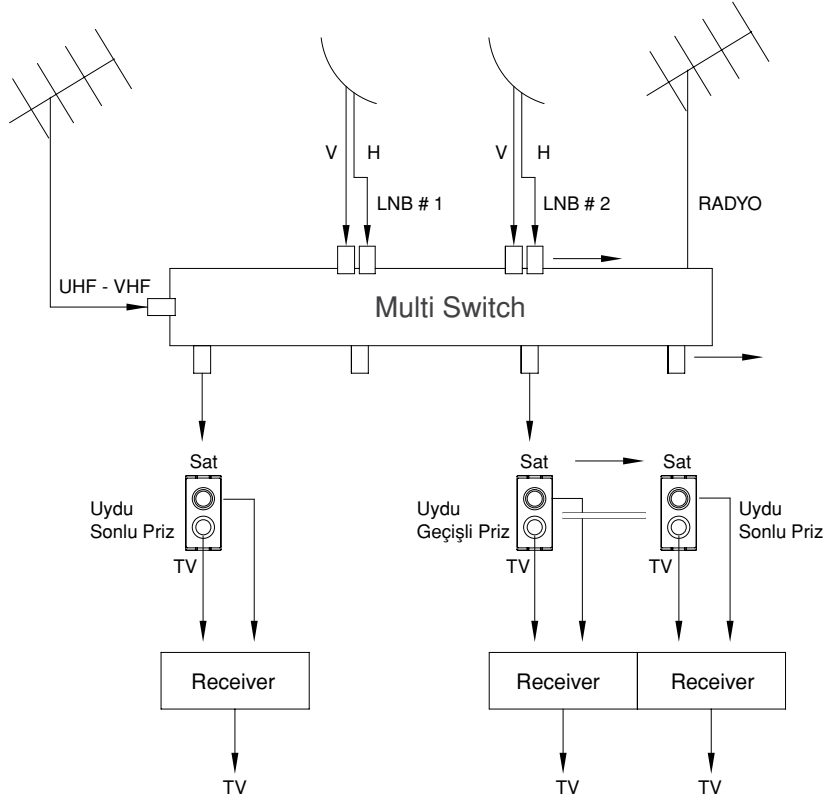 V H V H
LNB # 1 LNB # 2 RADYO
UHF - VHF
Multi Switch
Sat Sat Sat
Uydu
Sonlu Priz
Uydu
Geçişli Priz
Uydu
Sonlu Priz
TV TV TV
Receiver Receiver Receiver
TV TV TV